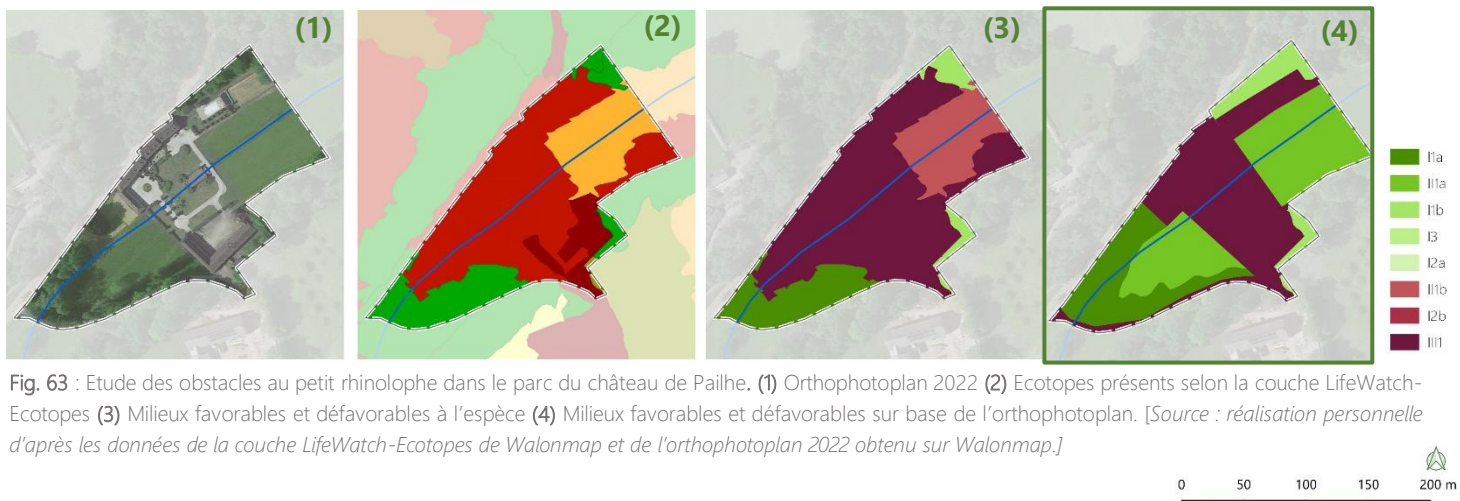 (1)
(2)
(3)
(4)
I1a
III1a
I1b
I3
I2a
II1b
I2b
III1
Fig. 63 : Etude des obstacles au petit rhinolophe dans le parc du château de Pailhe. (1) Orthophotoplan 2022 (2) Ecotopes présents selon la couche LifeWatch-
Ecotopes (3) Milieux favorables et défavorables à l'espèce (4) Milieux favorables et défavorables sur base de l'orthophotoplan. [Source : réalisation personnelle
d'après les données de la couche LifeWatch-Ecotopes de Walonmap et de l'orthophotoplan 2022 obtenu sur Walonmap.]
0 50 100 150 200 m